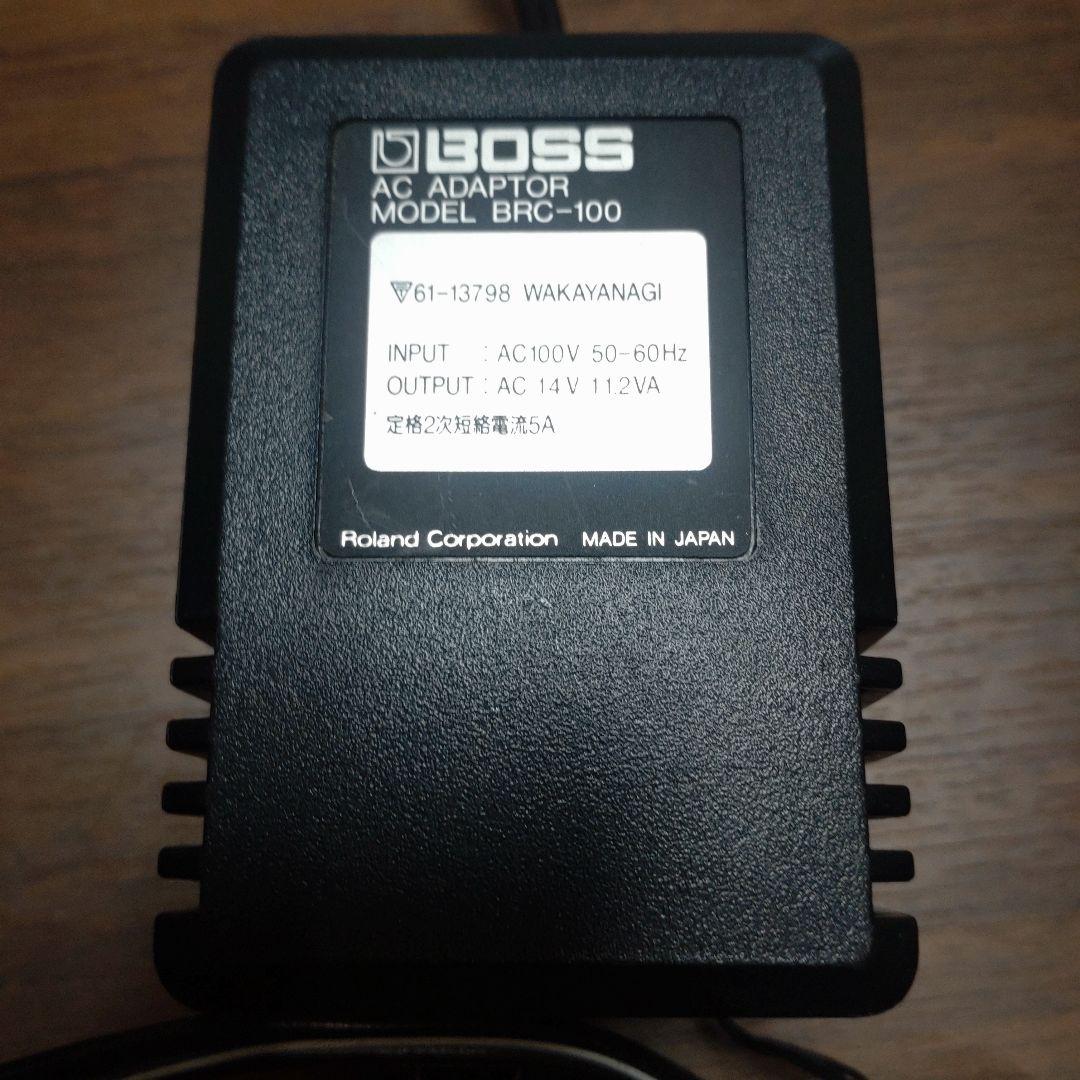 BOSS
AC ADAPTOR
MODEL BRC-100
61-13798 WAKAYANAGI
INPUT : AC100V 50-60Hz
OUTPUT : AC 14V 11.2VA
定格2次短絡電流5A
Roland Corporation MADE IN JAPAN